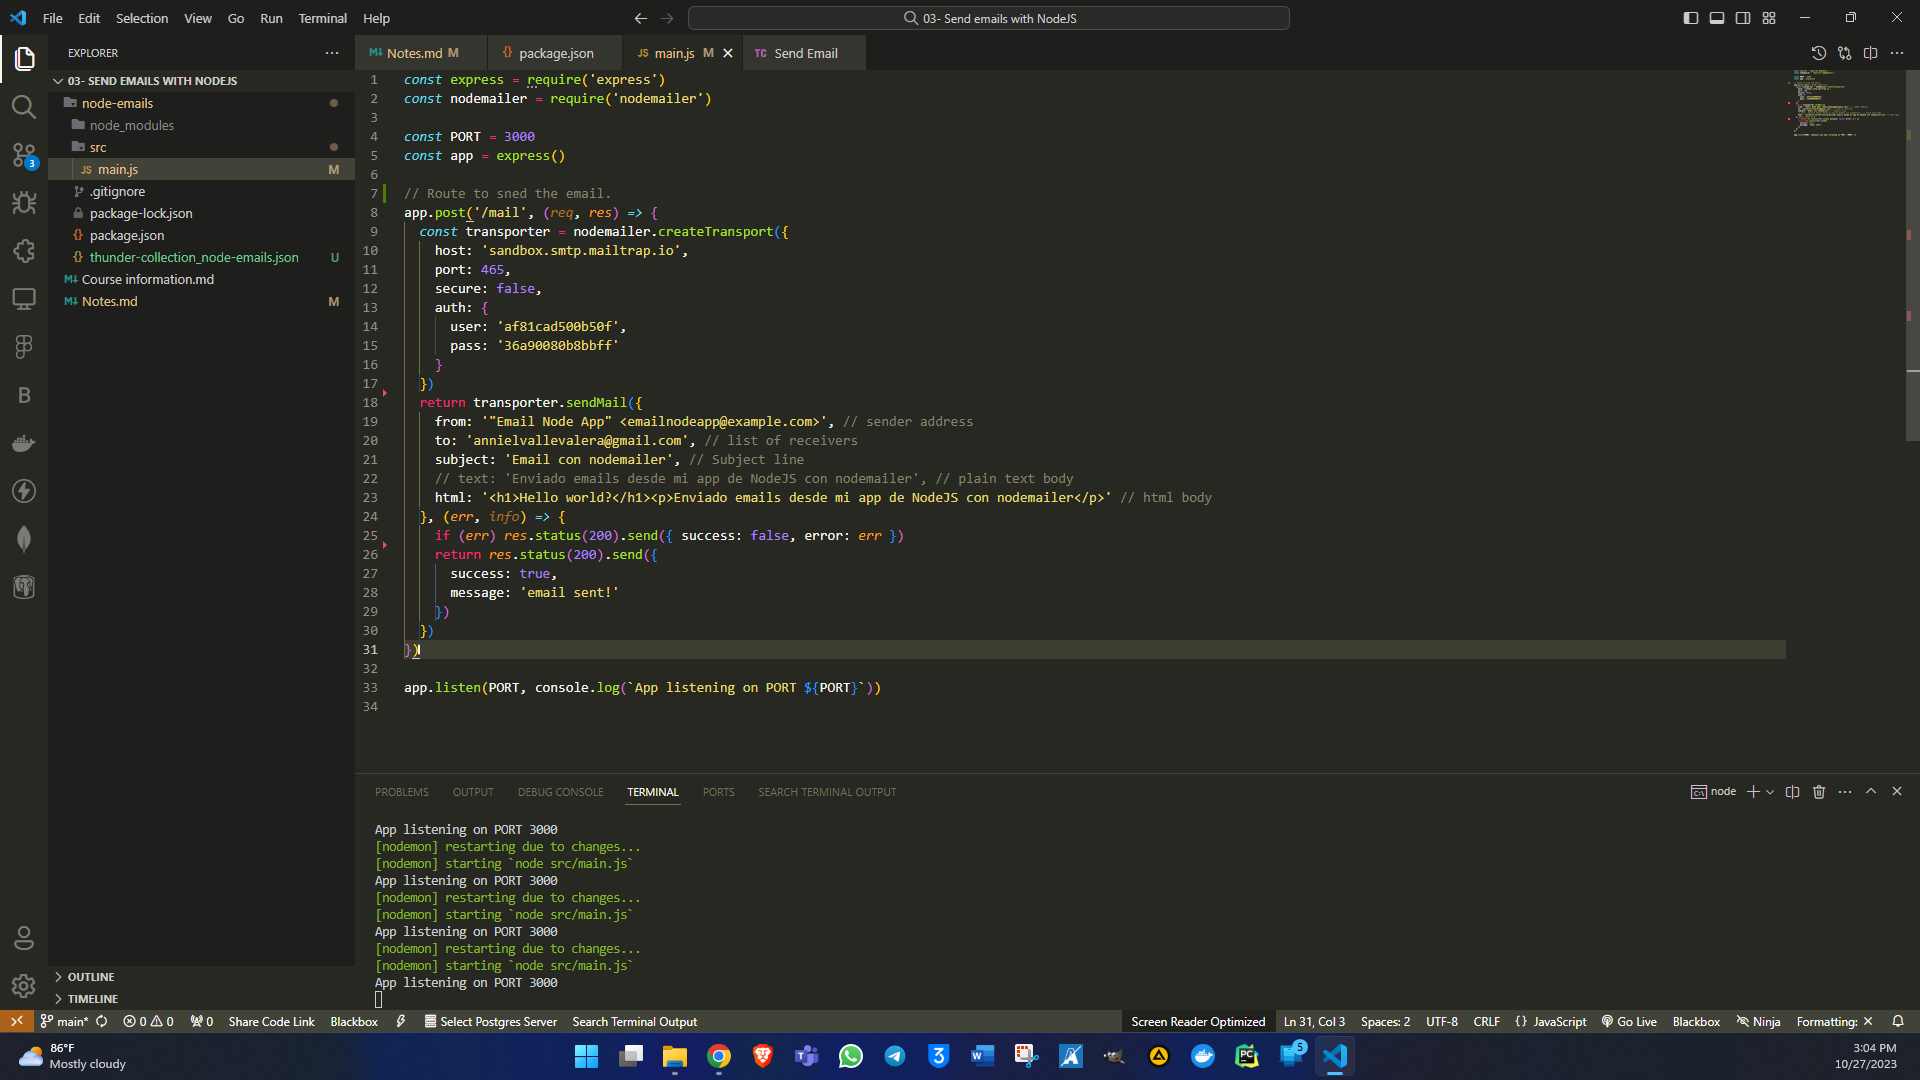 File Edit Selection View Go Run Terminal Help
03- Send emails with NodeJS
EXPLORER
03- SEND EMAILS WITH NODEJS
node-emails
node_modules
src
JS main.js M
.gitignore
package-lock.json
{} package.json
{} thunder-collection_node-emails.json U
M↓ Course information.md
M↓ Notes.md M
3
B
OUTLINE
TIMELINE
M↓ Notes.md M
{} package.json
JS main.js M
TC Send Email
1 const express = require('express')
2 const nodemailer = require('nodemailer')
3
4 const PORT = 3000
5 const app = express()
6
7 // Route to sned the email.
8 app.post('/mail', (req, res) => {
9 const transporter = nodemailer.createTransport({
10 host: 'sandbox.smtp.mailtrap.io',
11 port: 465,
12 secure: false,
13 auth: {
14 user: 'af81cad500b50f',
15 pass: '36a90080b8bbff'
16 }
17 })
18 return transporter.sendMail({
19 from: '"Email Node App" <emailnodeapp@example.com>', // sender address
20 to: 'annielvallevalera@gmail.com', // list of receivers
21 subject: 'Email con nodemailer', // Subject line
22 // text: 'Enviado emails desde mi app de NodeJS con nodemailer', // plain text body
23 html: '<h1>Hello world?</h1><p>Enviado emails desde mi app de NodeJS con nodemailer</p>' // html body
24 }, (err, info) => {
25 if (err) res.status(200).send({ success: false, error: err })
26 return res.status(200).send({
27 success: true,
28 message: 'email sent!'
29 })
30 })
31 })
32
33 app.listen(PORT, console.log(`App listening on PORT ${PORT}`))
34
PROBLEMS OUTPUT DEBUG CONSOLE TERMINAL PORTS SEARCH TERMINAL OUTPUT
node
App listening on PORT 3000
[nodemon] restarting due to changes...
[nodemon] starting `node src/main.js`
App listening on PORT 3000
[nodemon] restarting due to changes...
[nodemon] starting `node src/main.js`
App listening on PORT 3000
[nodemon] restarting due to changes...
[nodemon] starting `node src/main.js`
App listening on PORT 3000
main* 0 0 0 Share Code Link Blackbox Select Postgres Server Search Terminal Output
Screen Reader Optimized Ln 31, Col 3 Spaces: 2 UTF-8 CRLF {} JavaScript Go Live Blackbox Ninja Formatting: ×
86°F
Mostly cloudy
5
3:04 PM
10/27/2023